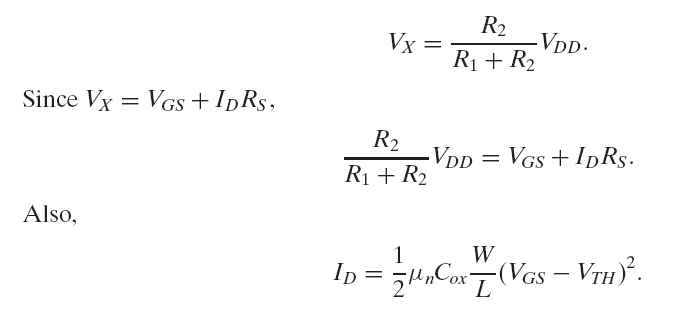 V_X = \frac{R_2}{R_1 + R_2} V_{DD}.
Since V_X = V_{GS} + I_D R_S,
\frac{R_2}{R_1 + R_2} V_{DD} = V_{GS} + I_D R_S.
Also,
I_D = \frac{1}{2} \mu_n C_{ox} \frac{W}{L} (V_{GS} − V_{TH})^2.